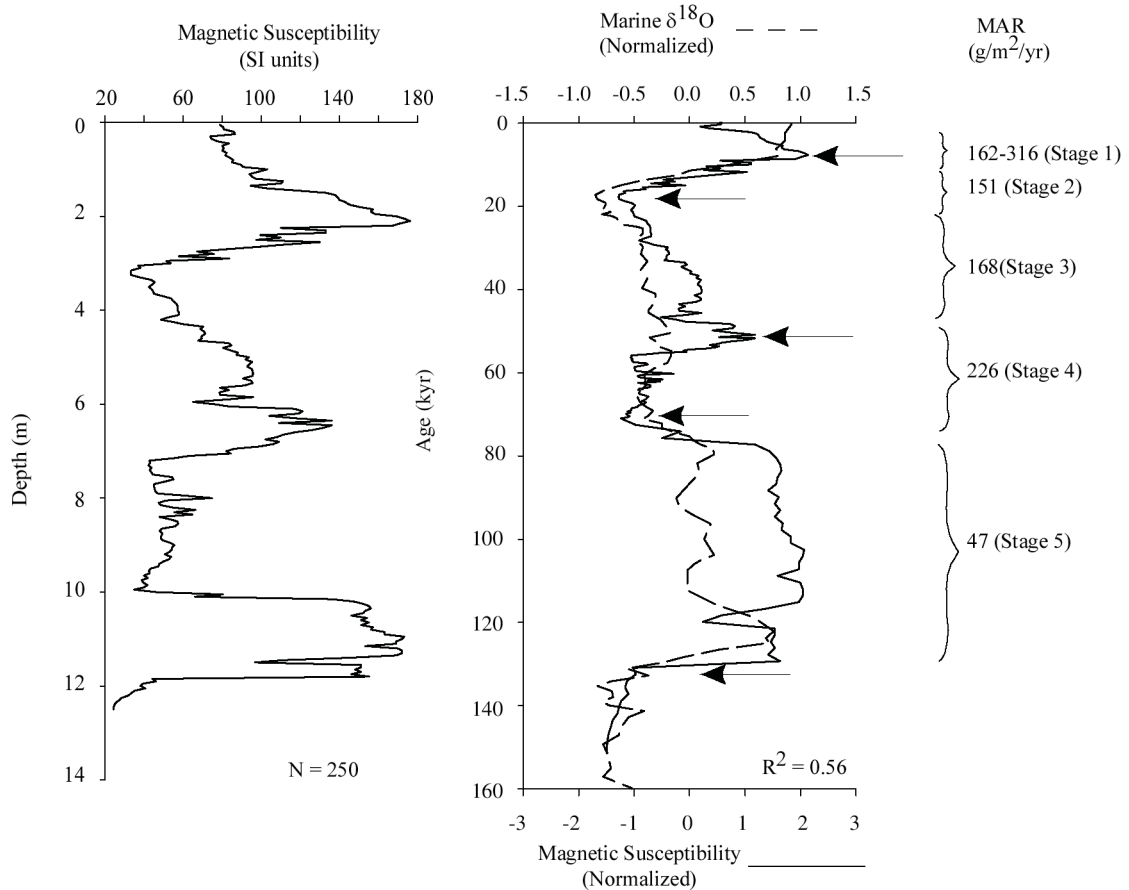 Magnetic Susceptibility
(SI units)
20 60 100 140 180
0
2
4
6
8
10
12
14
Depth (m)
N = 250
Marine δ18O
(Normalized)
-1.5 -1.0 -0.5 0.0 0.5 1.0 1.5
0
20
40
60
80
100
120
140
160
Age (kyr)
R2 = 0.56
-3 -2 -1 0 1 2 3
Magnetic Susceptibility
(Normalized)
MAR
(g/m2/yr)
162-316 (Stage 1)
151 (Stage 2)
168(Stage 3)
226 (Stage 4)
47 (Stage 5)